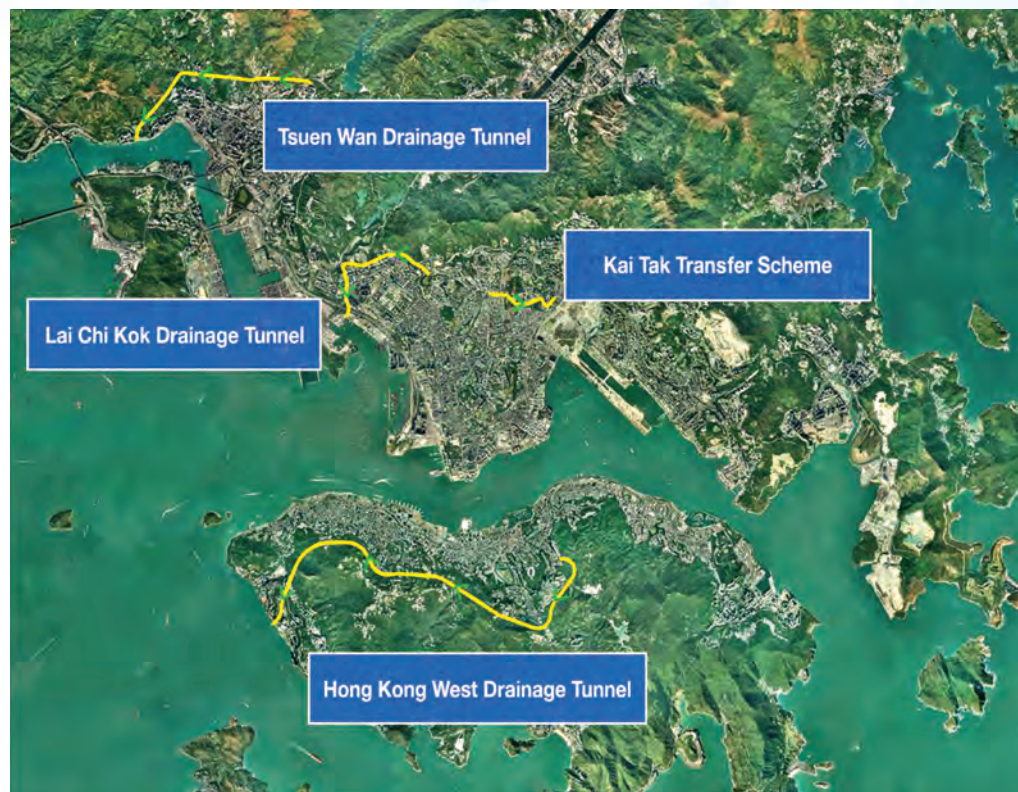 Tsuen Wan Drainage Tunnel
Kai Tak Transfer Scheme
Lai Chi Kok Drainage Tunnel
Hong Kong West Drainage Tunnel